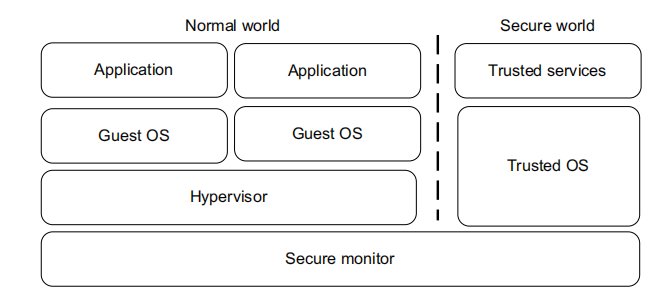 Normal world
Secure world
Application
Application
Trusted services
Guest OS
Guest OS
Trusted OS
Hypervisor
Secure monitor